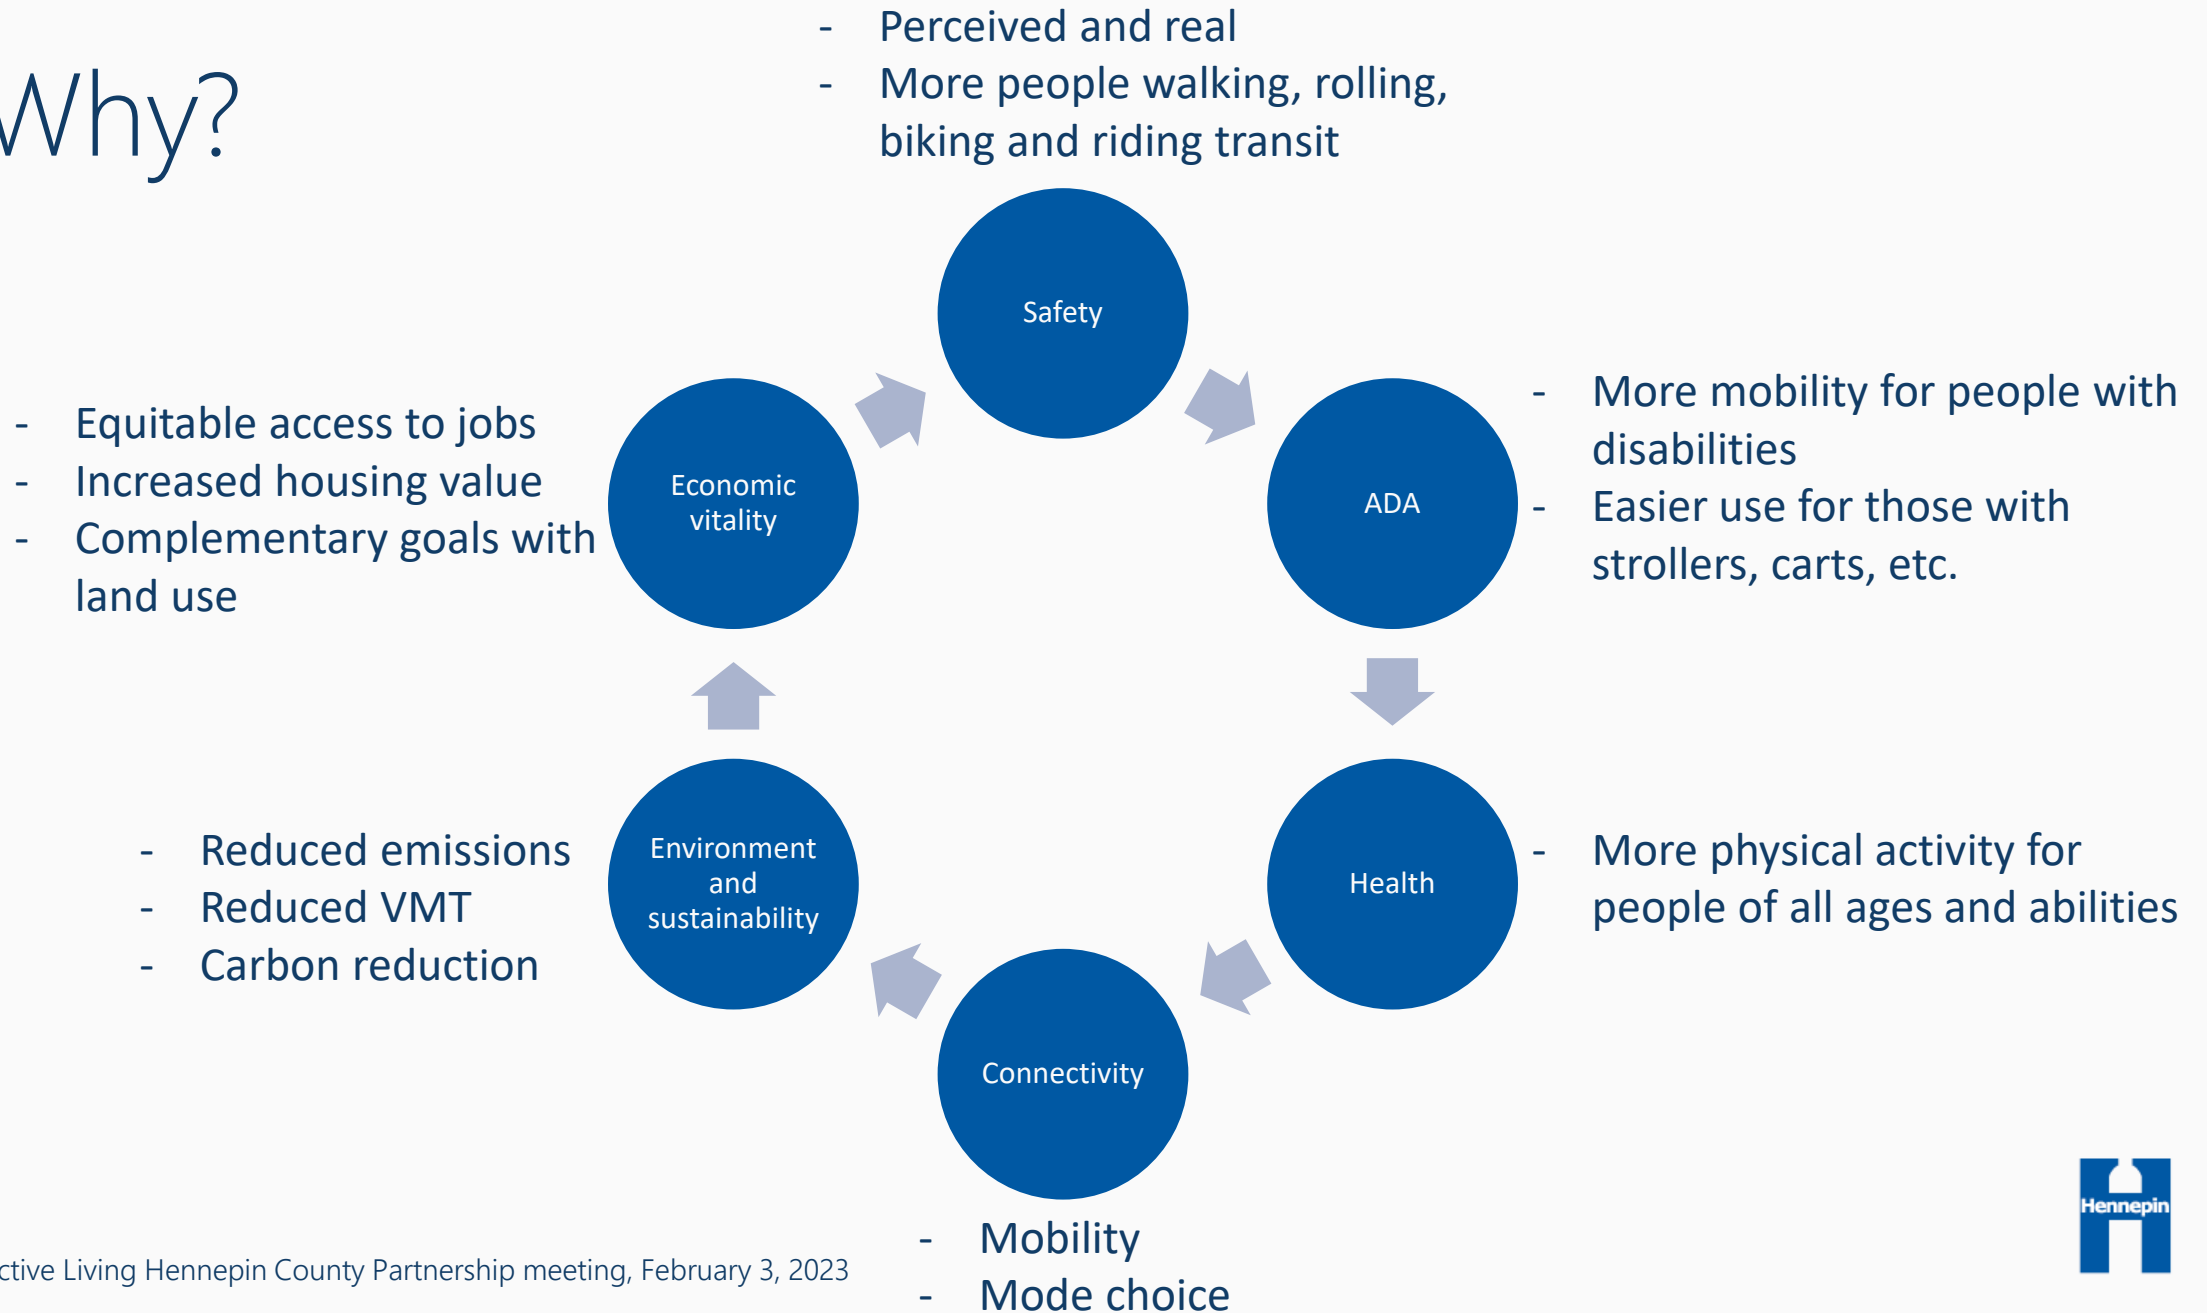 Why?
- Perceived and real
- More people walking, rolling,
biking and riding transit
Safety
- More mobility for people with
disabilities
- Easier use for those with
strollers, carts, etc.
ADA
- More physical activity for
people of all ages and abilities
Health
Connectivity
- Mobility
- Mode choice
Environment
and
sustainability
- Reduced emissions
- Reduced VMT
- Carbon reduction
Economic
vitality
- Equitable access to jobs
- Increased housing value
- Complementary goals with
land use
ctive Living Hennepin County Partnership meeting, February 3, 2023
Hennepin